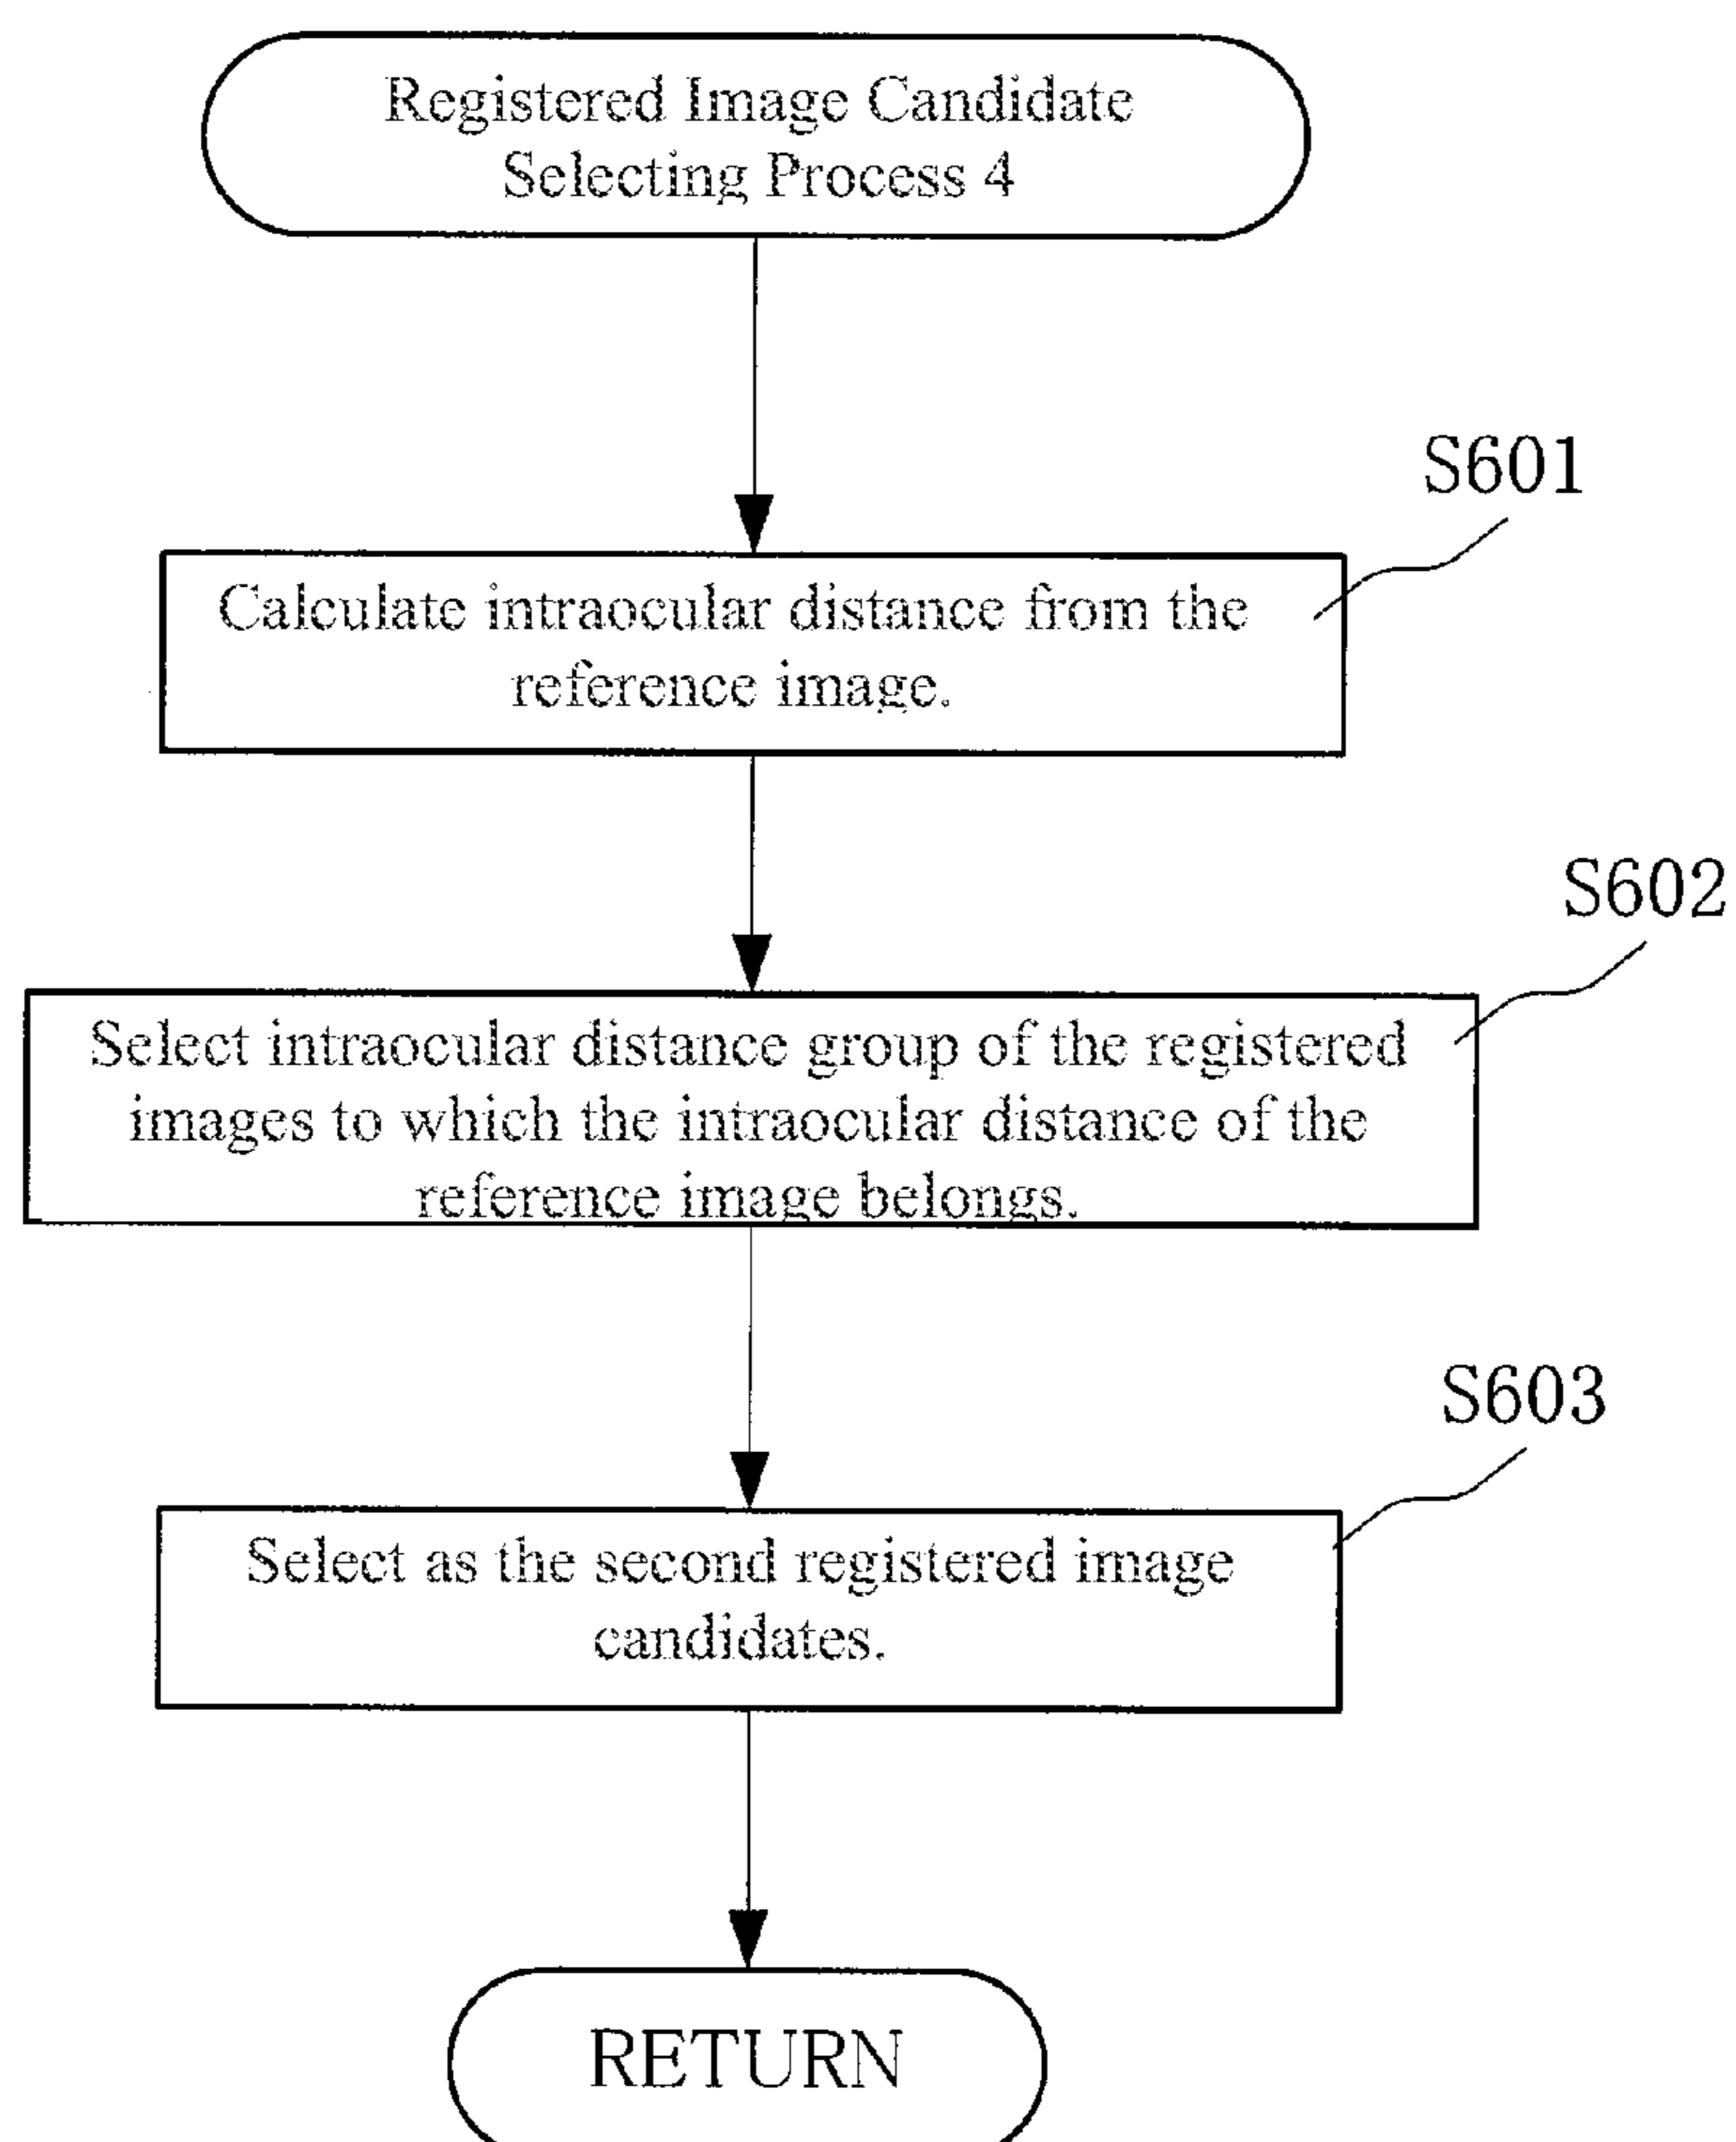 Registered Image Candidate
Selecting Process 4
S601
Calculate intraocular distance from the
reference image.
S602
Select intraocular distance group of the registered
images to which the intraocular distance of the
reference image belongs.
S603
Select as the second registered image
candidates.
RETURN